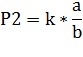 P2 = k * a/b